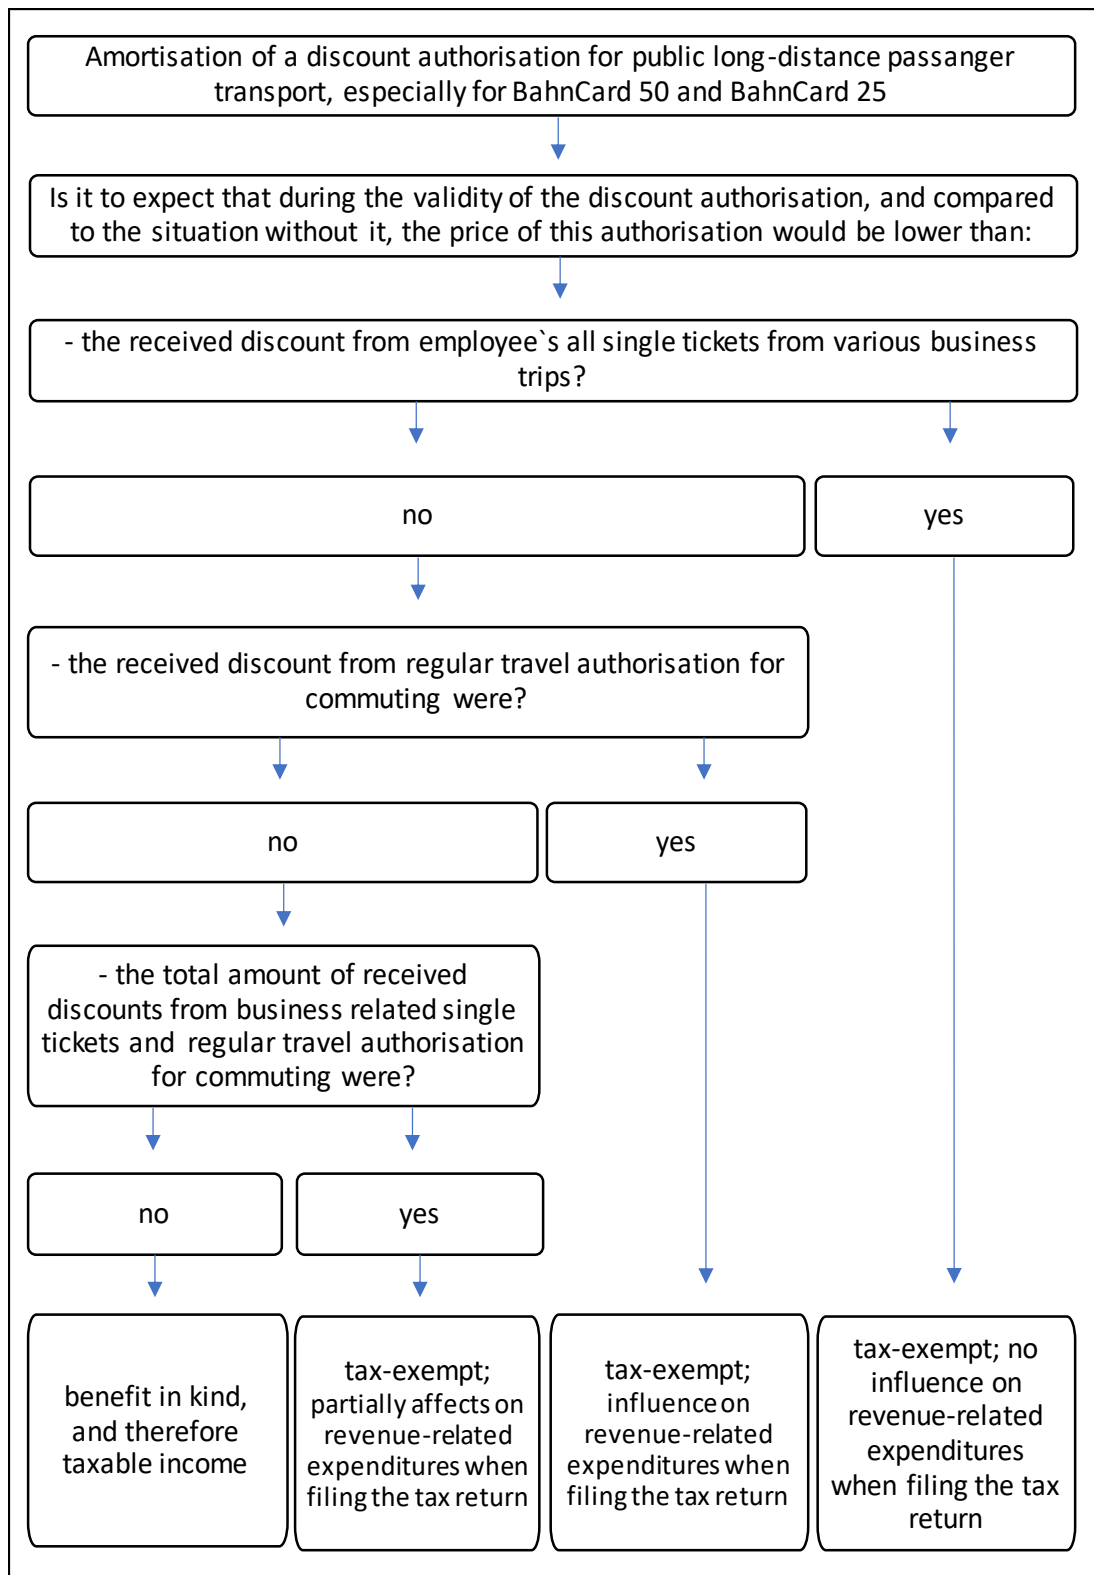 Amortisation of a discount authorisation for public long-distance passanger
transport, especially for BahnCard 50 and BahnCard 25
Is it to expect that during the validity of the discount authorisation, and compared
to the situation without it, the price of this authorisation would be lower than:
- the received discount from employee`s all single tickets from various business
trips?
no
yes
- the received discount from regular travel authorisation for
commuting were?
no
yes
- the total amount of received
discounts from business related single
tickets and regular travel authorisation
for commuting were?
no
yes
benefit in kind,
and therefore
taxable income
tax-exempt;
partially affects on
revenue-related
expenditures when
filing the tax return
tax-exempt;
influence on
revenue-related
expenditures when
filing the tax return
tax-exempt; no
influence on
revenue-related
expenditures
when filing the tax
return